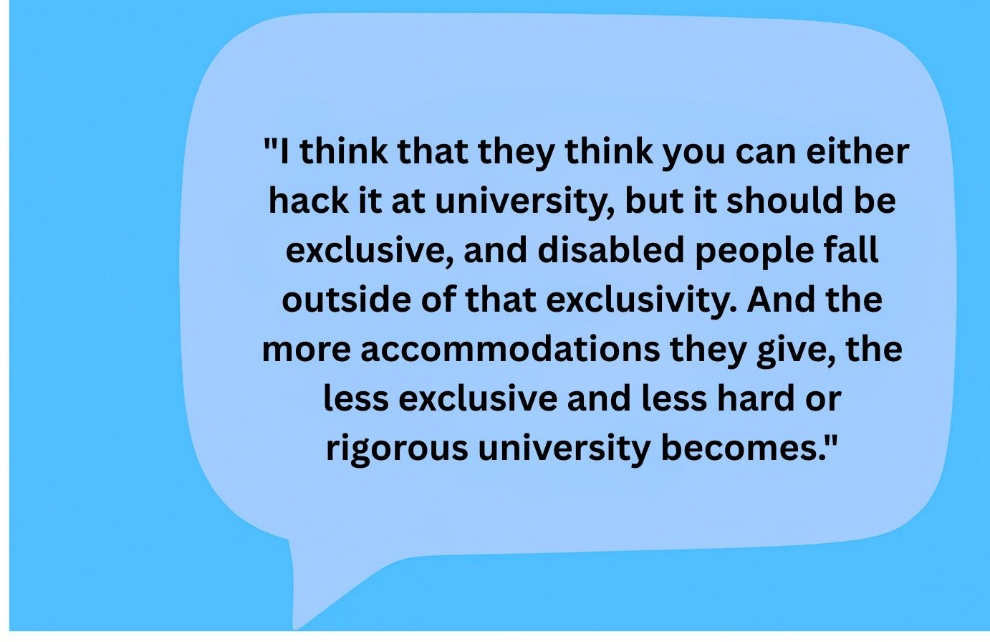 "I think that they think you can either
hack it at university, but it should be
exclusive, and disabled people fall
outside of that exclusivity. And the
more accommodations they give, the
less exclusive and less hard or
rigorous university becomes."